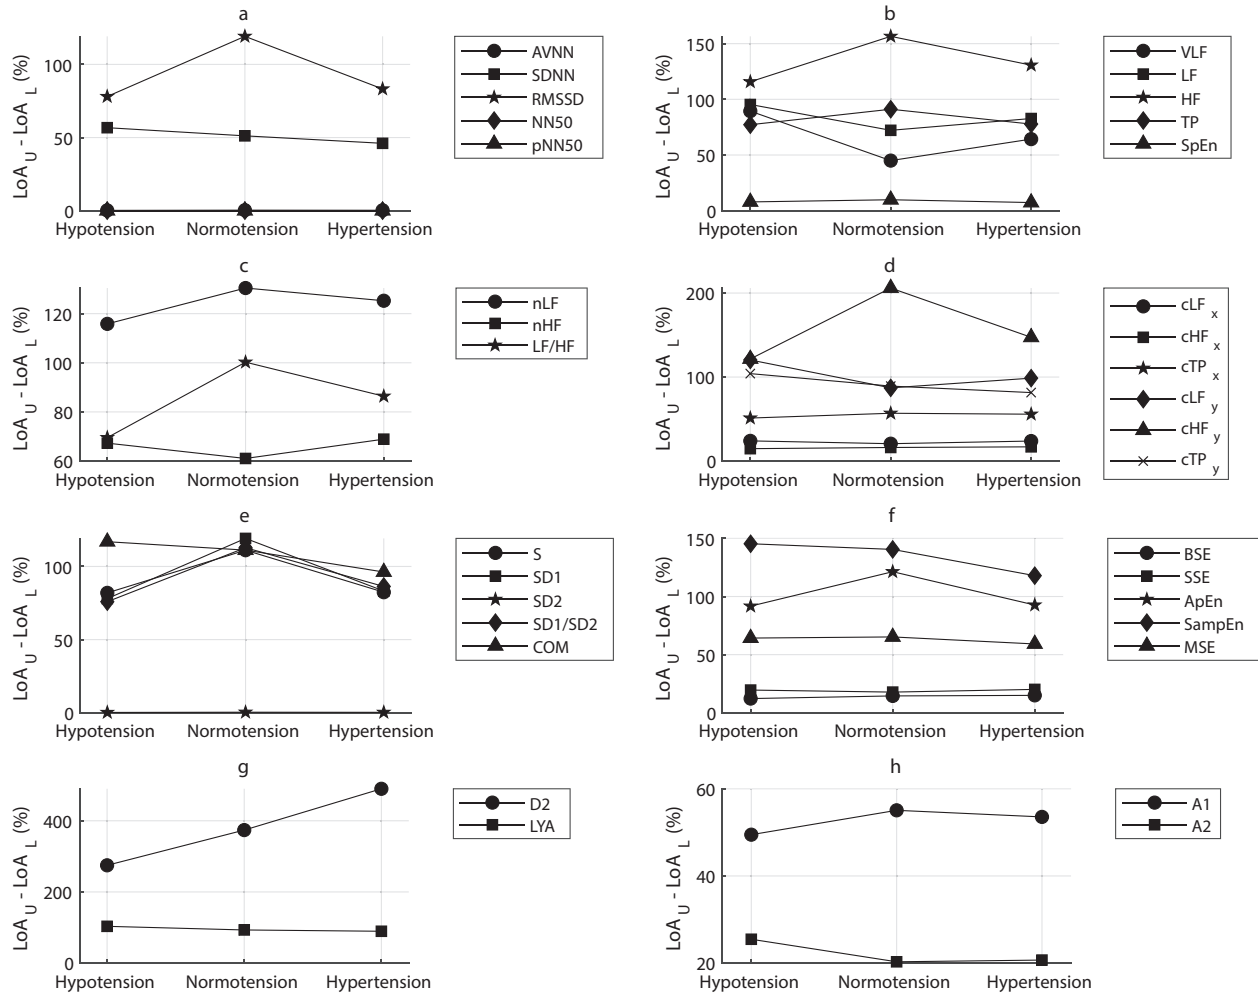 a
LoA U - LoA L (%)
100
50
0
Hypotension Normotension Hypertension
AVNN
SDNN
RMSSD
NN50
pNN50
b
LoA U - LoA L (%)
150
100
50
0
Hypotension Normotension Hypertension
VLF
LF
HF
TP
SpEn
c
LoA U - LoA L (%)
120
100
80
60
Hypotension Normotension Hypertension
nLF
nHF
LF/HF
d
LoA U - LoA L (%)
200
100
0
Hypotension Normotension Hypertension
cLF x
cHF x
cTP x
cLF y
cHF y
cTP y
e
LoA U - LoA L (%)
100
50
0
Hypotension Normotension Hypertension
S
SD1
SD2
SD1/SD2
COM
f
LoA U - LoA L (%)
150
100
50
0
Hypotension Normotension Hypertension
BSE
SSE
ApEn
SampEn
MSE
g
LoA U - LoA L (%)
400
200
0
Hypotension Normotension Hypertension
D2
LYA
h
LoA U - LoA L (%)
60
40
20
Hypotension Normotension Hypertension
A1
A2